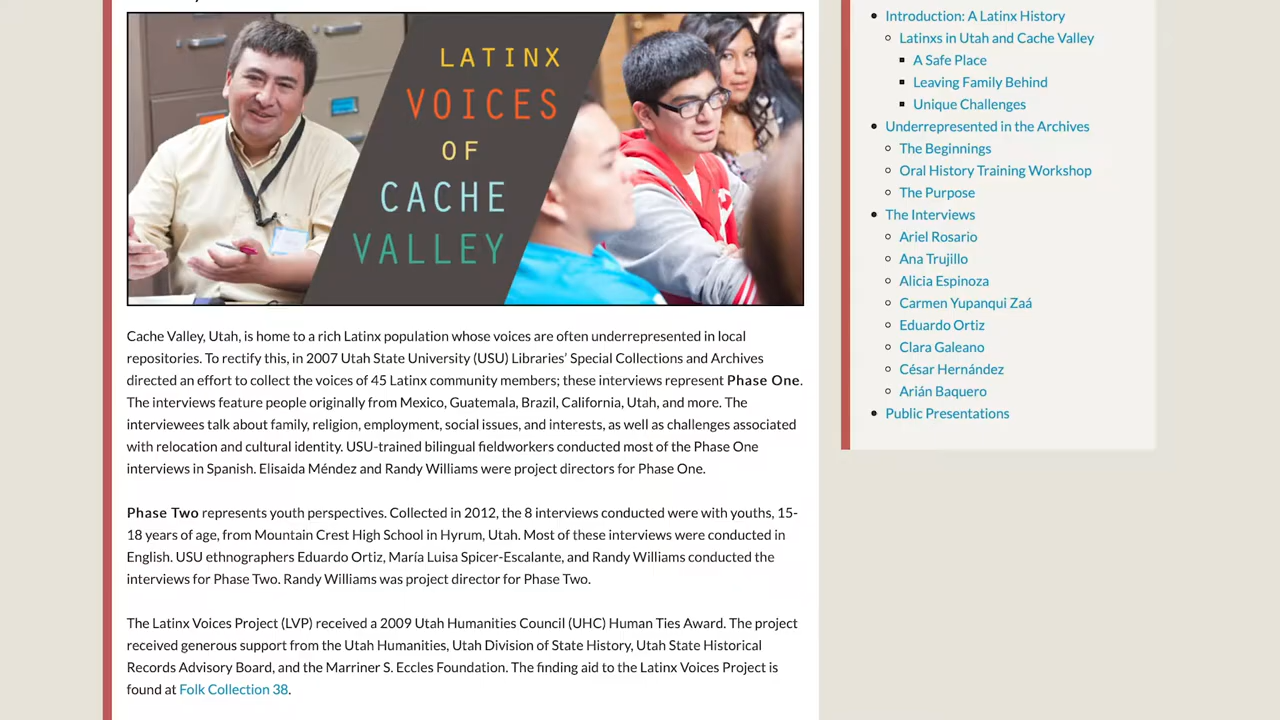 LATINX
VOICES
OF
CACHE
VALLEY
Cache Valley, Utah, is home to a rich Latinx population whose voices are often underrepresented in local
repositories. To rectify this, in 2007 Utah State University (USU) Libraries' Special Collections and Archives
directed an effort to collect the voices of 45 Latinx community members; these interviews represent Phase One.
The interviews feature people originally from Mexico, Guatemala, Brazil, California, Utah, and more. The
interviewees talk about family, religion, employment, social issues, and interests, as well as challenges associated
with relocation and cultural identity. USU-trained bilingual fieldworkers conducted most of the Phase One
interviews in Spanish. Elisaida Méndez and Randy Williams were project directors for Phase One.
Phase Two represents youth perspectives. Collected in 2012, the 8 interviews conducted were with youths, 15-
18 years of age, from Mountain Crest High School in Hyrum, Utah. Most of these interviews were conducted in
English. USU ethnographers Eduardo Ortiz, María Luisa Spicer-Escalante, and Randy Williams conducted the
interviews for Phase Two. Randy Williams was project director for Phase Two.
The Latinx Voices Project (LVP) received a 2009 Utah Humanities Council (UHC) Human Ties Award. The project
received generous support from the Utah Humanities, Utah Division of State History, Utah State Historical
Records Advisory Board, and the Marriner S. Eccles Foundation. The finding aid to the Latinx Voices Project is
found at Folk Collection 38.
Introduction: A Latinx History
Latinxs in Utah and Cache Valley
A Safe Place
Leaving Family Behind
Unique Challenges
Underrepresented in the Archives
The Beginnings
Oral History Training Workshop
The Purpose
The Interviews
Ariel Rosario
Ana Trujillo
Alicia Espinoza
Carmen Yupanqui Zaá
Eduardo Ortiz
Clara Galeano
César Hernández
Arián Baquero
Public Presentations